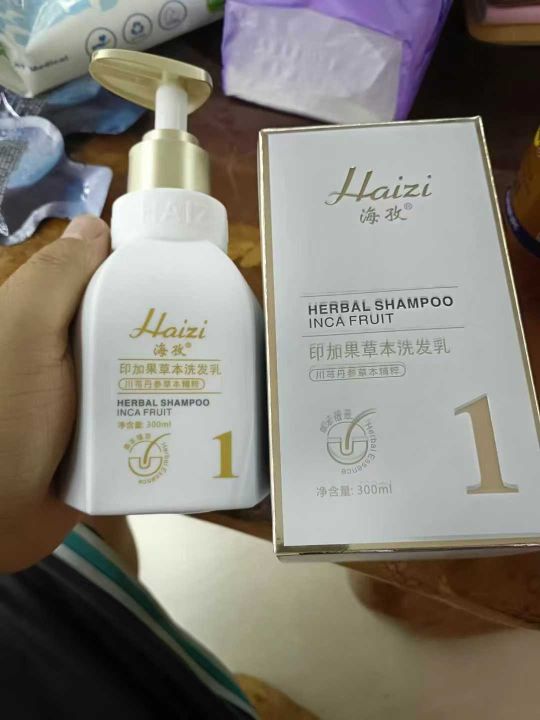 Medical
HAIZI
Haizi
海孜®
印加果草本洗发乳
川芎丹参草本精粹
HERBAL SHAMPOO
INCA FRUIT
净含量: 300ml
Herbal Essence
1
Haizi
海孜®
HERBAL SHAMPOO
INCA FRUIT
印加果草本洗发乳
川芎丹参草本精粹
Herbal Essence
净含量: 300ml
1